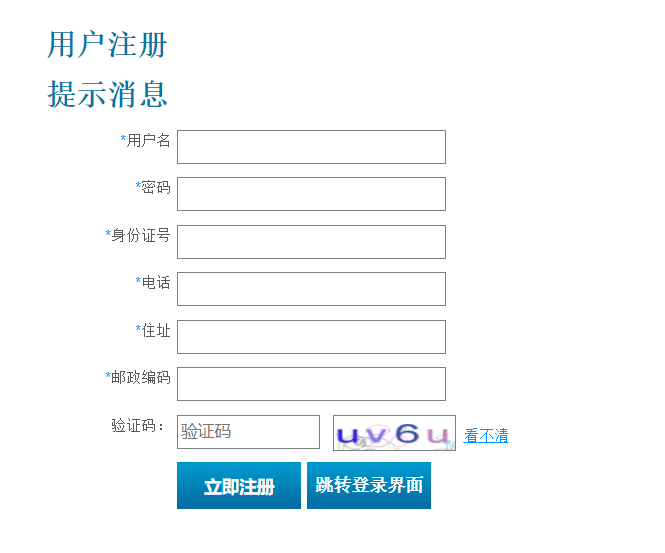 用户注册
提示消息
*用户名
*密码
*身份证号
*电话
*住址
*邮政编码
验证码： 验证码 uv6u 看不清
立即注册 跳转登录界面